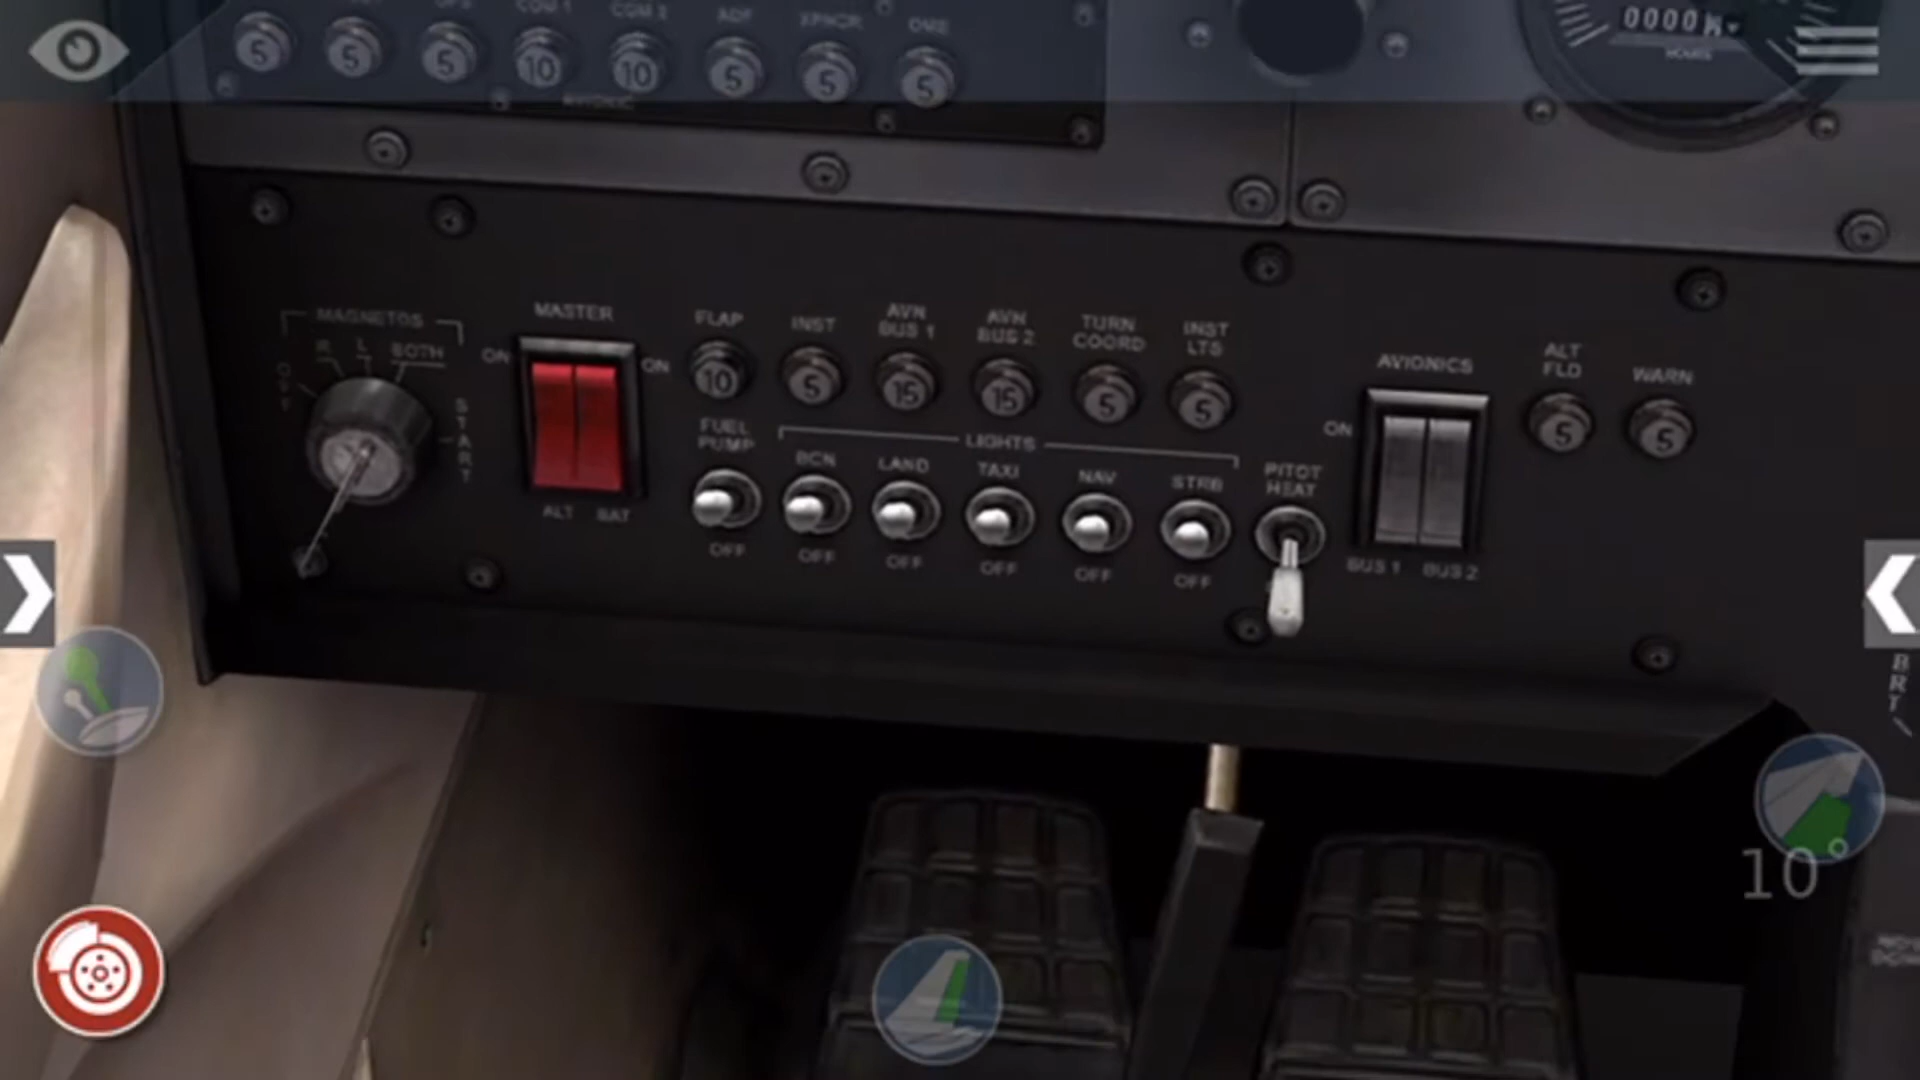 COM 1
COM 2
ADF
XPNDR
5
5
5
10
10
5
5
5
0000
HOURS
MAGNETOS
R
L
BOTH
OFF
START
MASTER
ON
ON
ALT
BAT
FLAP
INST
AVN
BUS 1
AVN
BUS 2
TURN
COORD
INST
LTS
10
5
15
15
5
5
FUEL
PUMP
LIGHTS
BCN
LAND
TAXI
NAV
STRB
PITOT
HEAT
OFF
OFF
OFF
OFF
OFF
OFF
AVIONICS
ON
BUS 1
BUS 2
ALT
FLD
WARN
5
5
BRT
10°